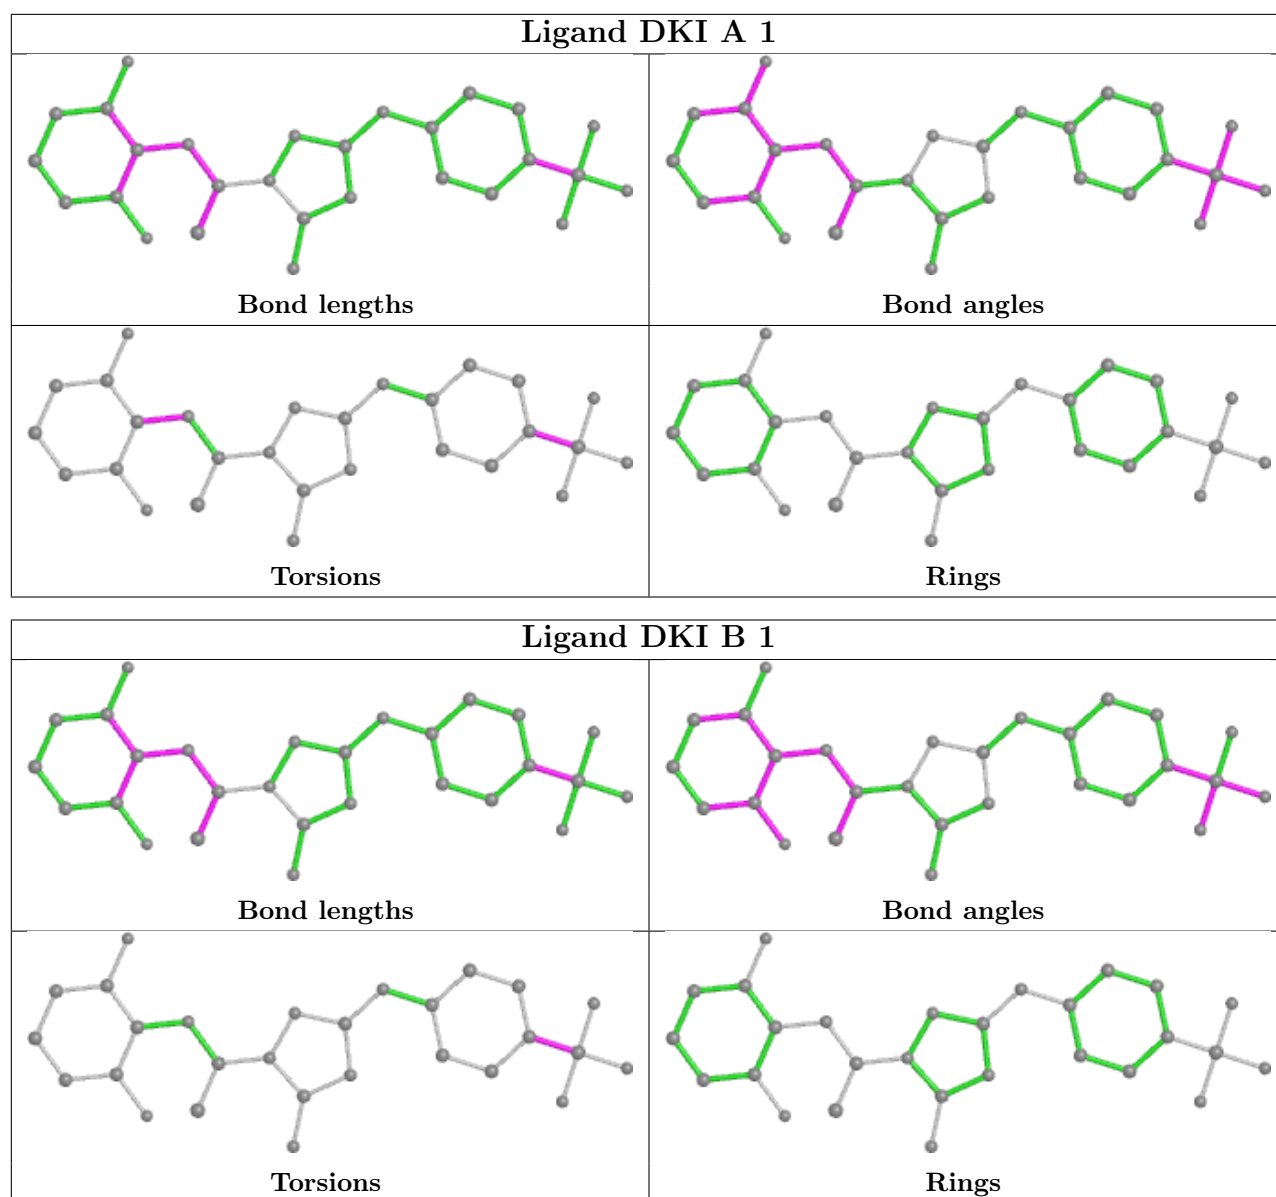 Ligand DKI A 1
Bond lengths
Bond angles
Torsions
Rings
Ligand DKI B 1
Bond lengths
Bond angles
Torsions
Rings